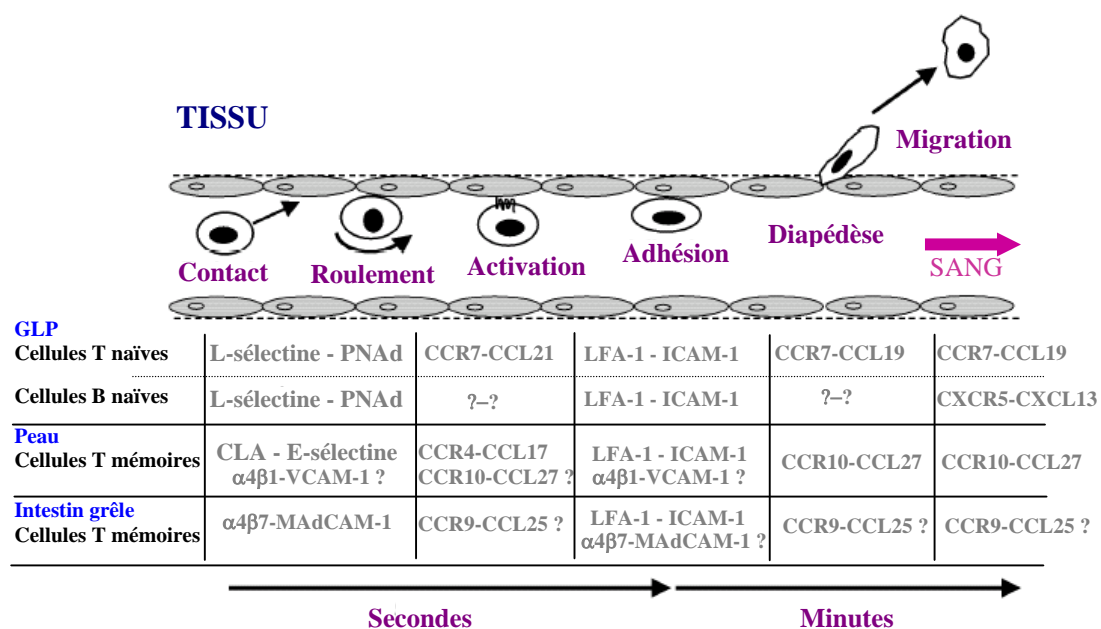 TISSU
Migration
Contact
Roulement
Activation
Adhésion
Diapédèse
SANG
GLP
Cellules T naïves L-sélectine - PNAd CCR7-CCL21 LFA-1 - ICAM-1 CCR7-CCL19 CCR7-CCL19
Cellules B naïves L-sélectine - PNAd ?–? LFA-1 - ICAM-1 ?–? CXCR5-CXCL13
Peau
Cellules T mémoires CLA - E-sélectine CCR4-CCL17 LFA-1 - ICAM-1 CCR10-CCL27 CCR10-CCL27
α4β1-VCAM-1 ? CCR10-CCL27 ? α4β1-VCAM-1 ?
Intestin grêle
Cellules T mémoires α4β7-MAdCAM-1 CCR9-CCL25 ? LFA-1 - ICAM-1 CCR9-CCL25 ? CCR9-CCL25 ?
α4β7-MAdCAM-1 ?
Secondes Minutes